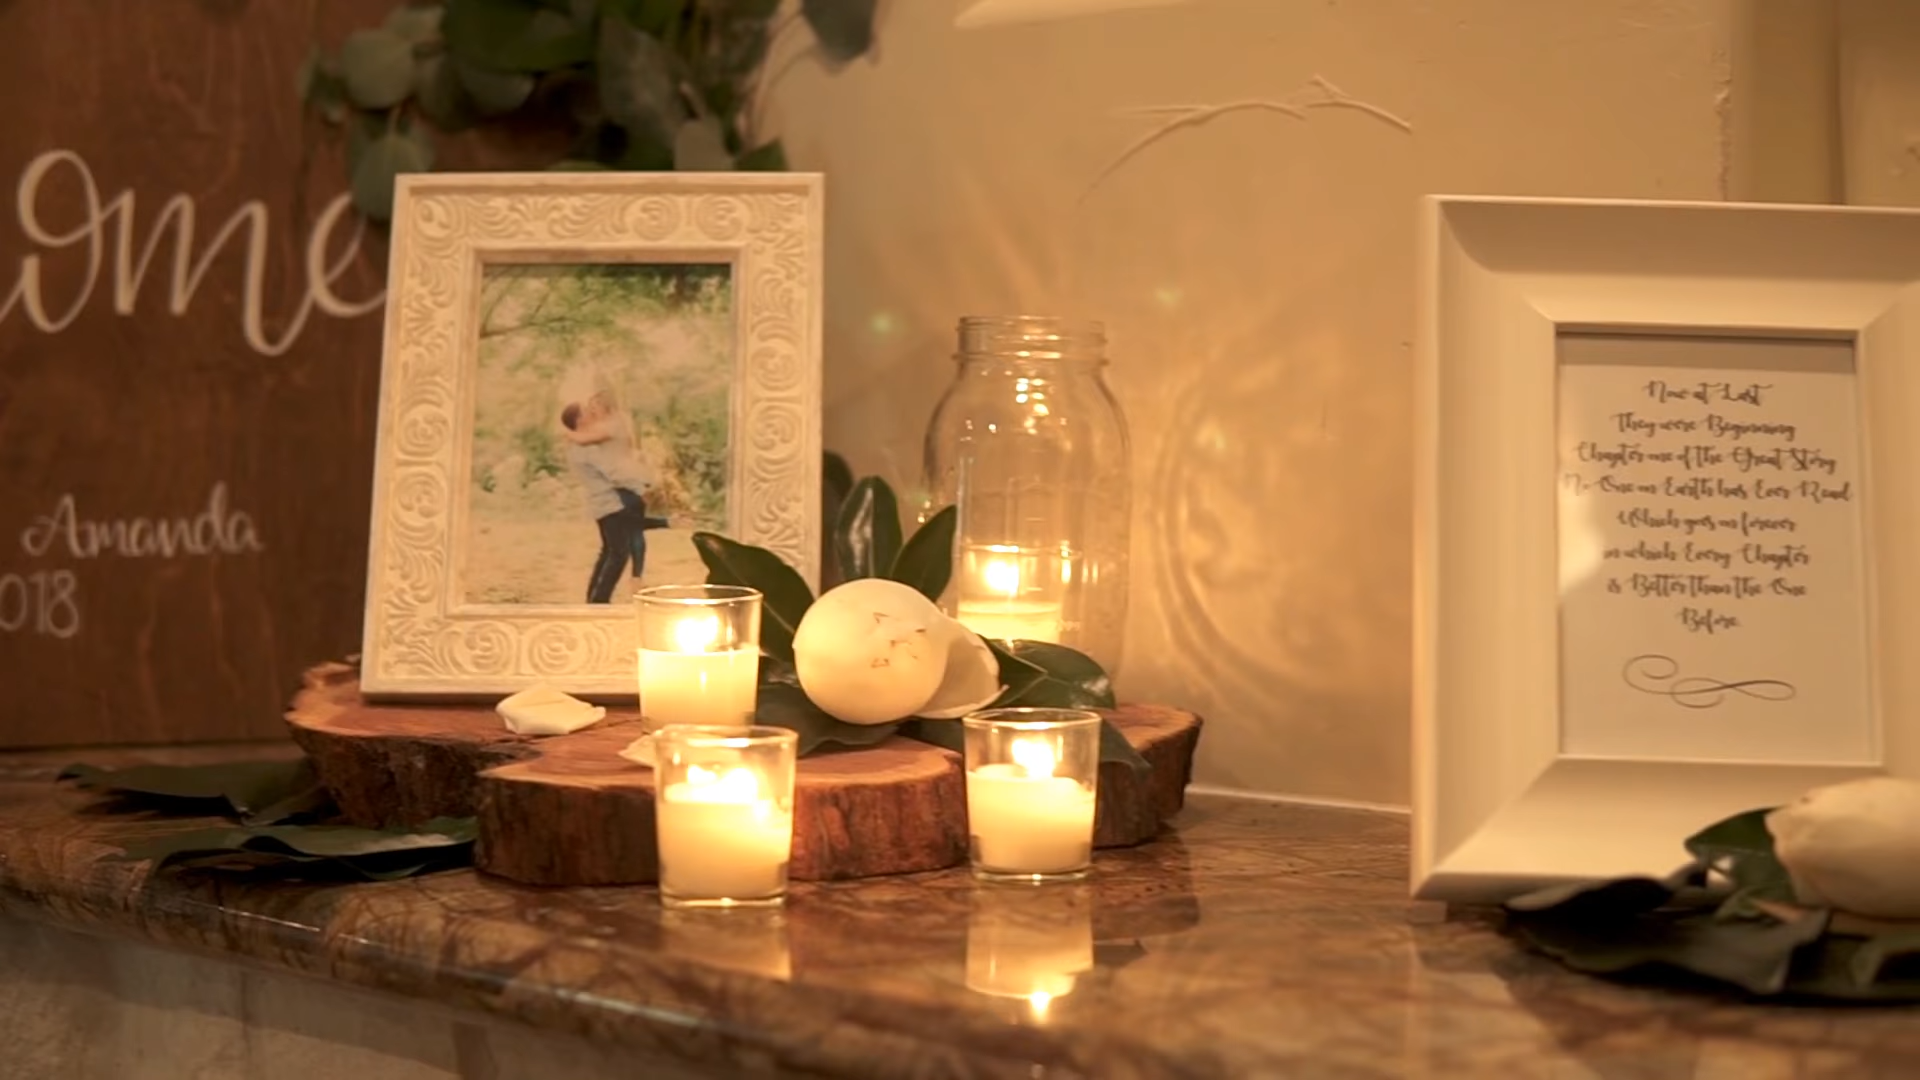 ome
Amanda
018
Now at Last
They were Beginning
Chapter one of the Great Story
No One on Earth has Ever Read
Which goes on forever
in which Every Chapter
is Better than the One
Before.